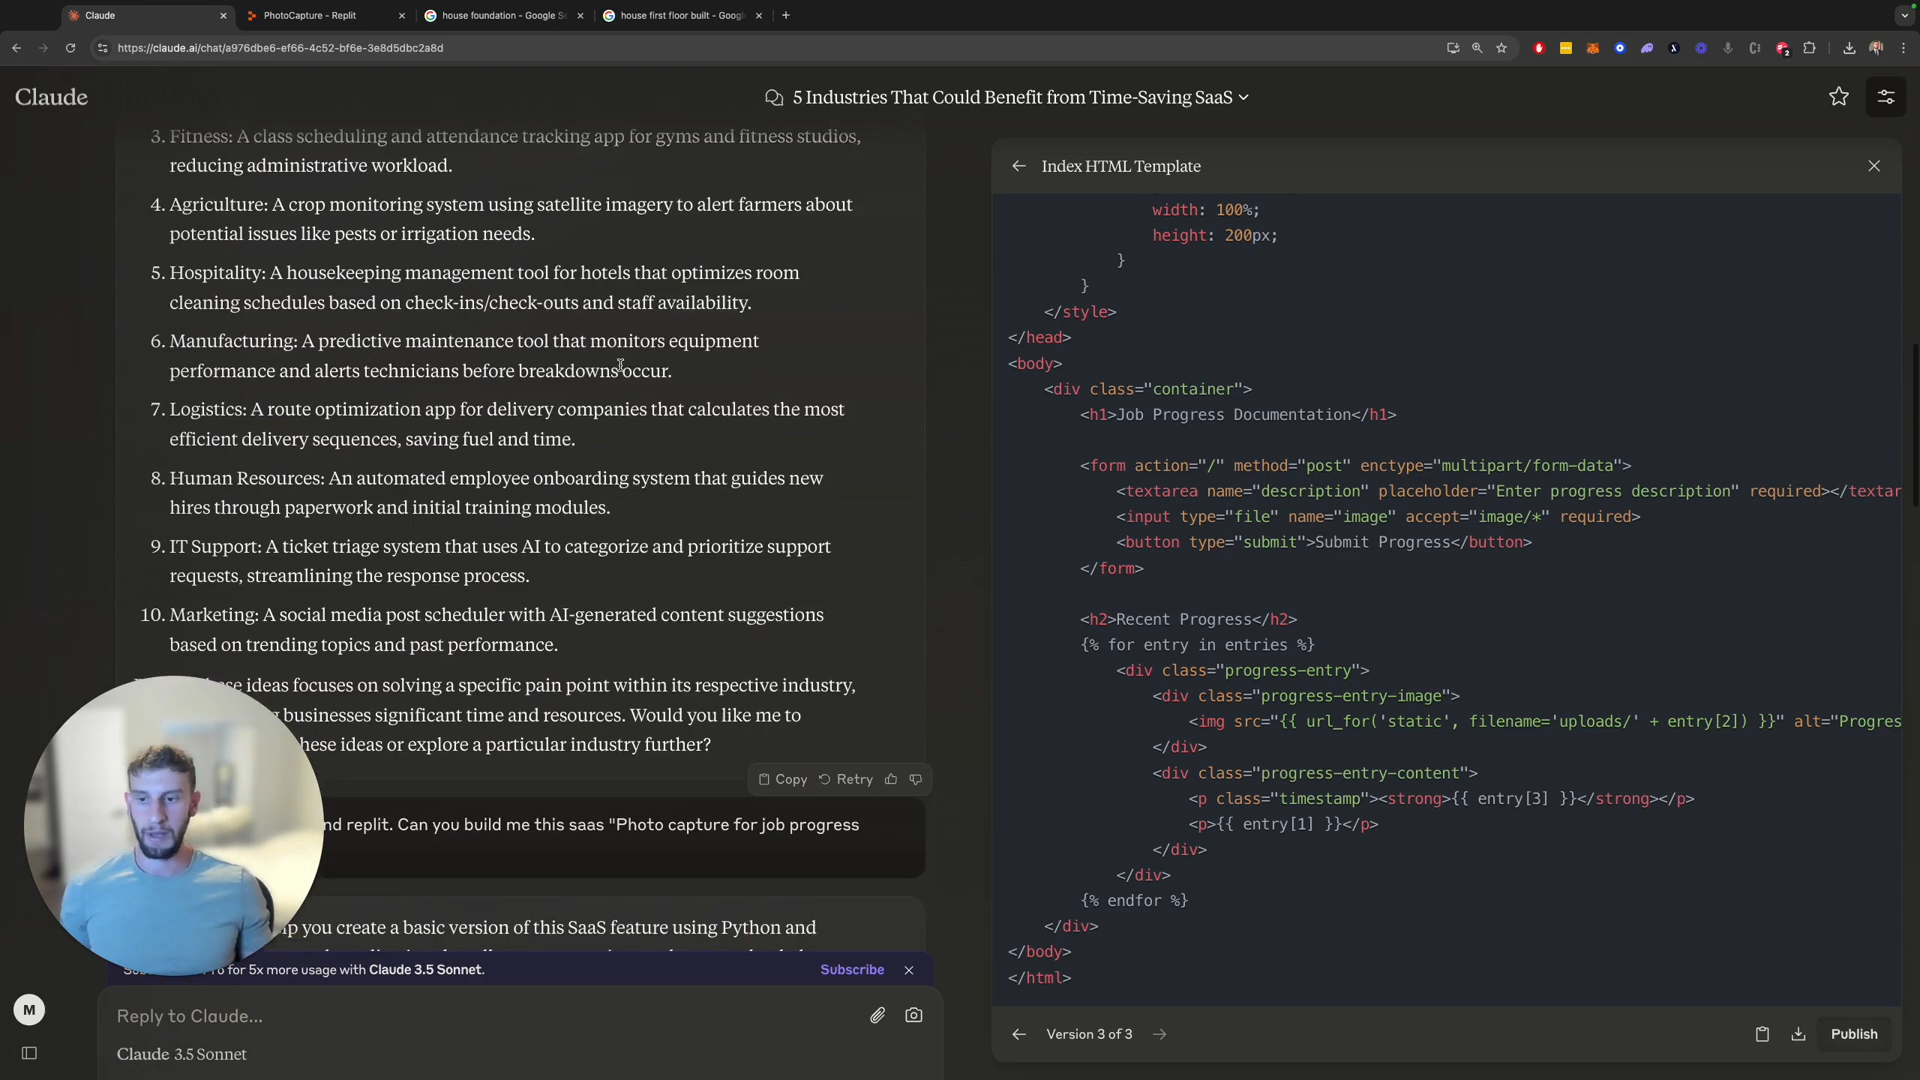 Claude
PhotoCapture - Replit
house foundation - Google Se
house first floor built - Google
https://claude.ai/chat/a976dbe6-ef66-4c52-bf6e-3e8d5dbc2a8d
2
Claude
5 Industries That Could Benefit from Time-Saving SaaS
3. Fitness: A class scheduling and attendance tracking app for gyms and fitness studios,
reducing administrative workload.
4. Agriculture: A crop monitoring system using satellite imagery to alert farmers about
potential issues like pests or irrigation needs.
5. Hospitality: A housekeeping management tool for hotels that optimizes room
cleaning schedules based on check-ins/check-outs and staff availability.
6. Manufacturing: A predictive maintenance tool that monitors equipment
performance and alerts technicians before breakdowns occur.
7. Logistics: A route optimization app for delivery companies that calculates the most
efficient delivery sequences, saving fuel and time.
8. Human Resources: An automated employee onboarding system that guides new
hires through paperwork and initial training modules.
9. IT Support: A ticket triage system that uses AI to categorize and prioritize support
requests, streamlining the response process.
10. Marketing: A social media post scheduler with AI-generated content suggestions
based on trending topics and past performance.
ideas focuses on solving a specific pain point within its respective industry,
businesses significant time and resources. Would you like me to
hese ideas or explore a particular industry further?
Copy Retry
nd replit. Can you build me this saas "Photo capture for job progress
lp you create a basic version of this SaaS feature using Python and
for 5x more usage with Claude 3.5 Sonnet.
Subscribe
M
Reply to Claude...
Claude 3.5 Sonnet
Index HTML Template
width: 100%;
height: 200px;
}
}
</style>
</head>
<body>
<div class="container">
<h1>Job Progress Documentation</h1>
<form action="/" method="post" enctype="multipart/form-data">
<textarea name="description" placeholder="Enter progress description" required></textar
<input type="file" name="image" accept="image/*" required>
<button type="submit">Submit Progress</button>
</form>
<h2>Recent Progress</h2>
{% for entry in entries %}
<div class="progress-entry">
<div class="progress-entry-image">
<img src="{{ url_for('static', filename='uploads/' + entry[2]) }}" alt="Progres
</div>
<div class="progress-entry-content">
<p class="timestamp"><strong>{{ entry[3] }}</strong></p>
<p>{{ entry[1] }}</p>
</div>
</div>
{% endfor %}
</div>
</body>
</html>
Version 3 of 3
Publish